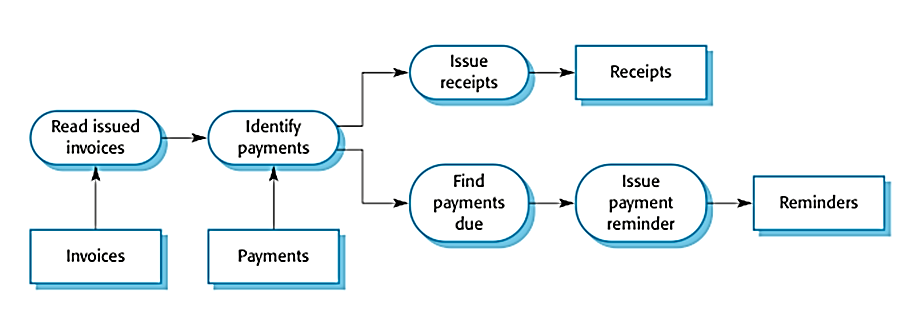 Issue
receipts
Receipts
Read issued
invoices
Identify
payments
Find
payments
due
Issue
payment
reminder
Reminders
Invoices
Payments